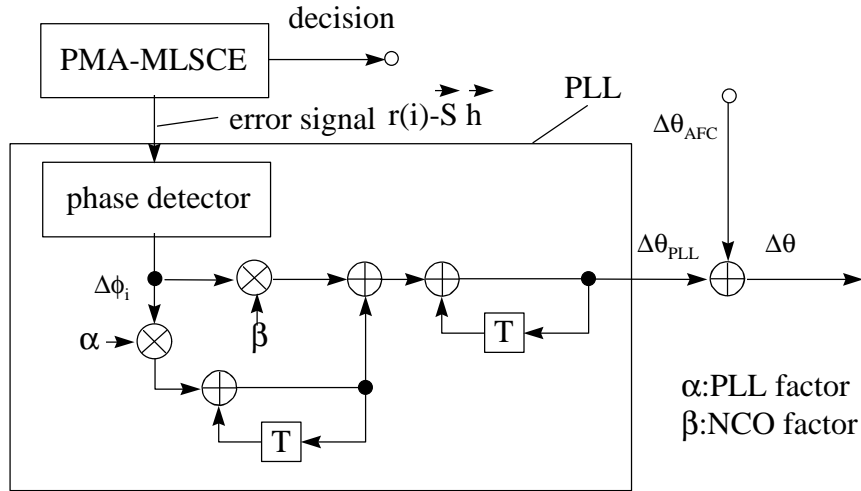 decision
PMA-MLSCE
error signal r(i)-S h
PLL
Δθ_AFC
phase detector
Δθ_PLL
Δθ
Δϕ_i
α
β
T
T
α:PLL factor
β:NCO factor